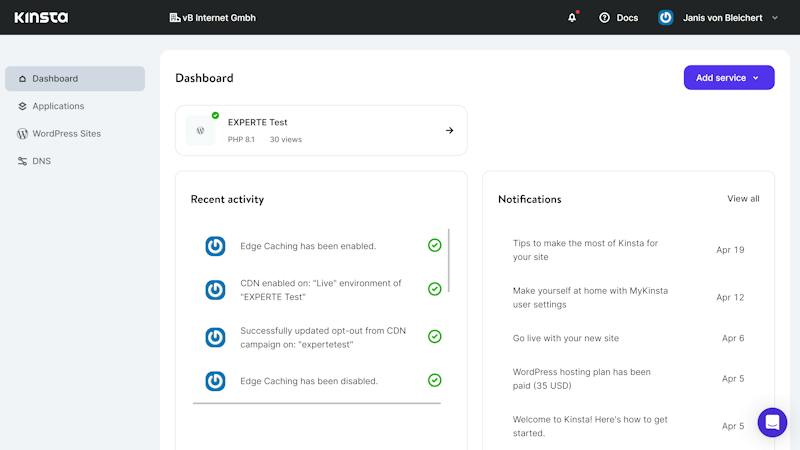 KINSTA
vB Internet Gmbh
Docs
Janis von Bleichert
Dashboard
Applications
WordPress Sites
DNS
Dashboard
Add service
EXPERTE Test
PHP 8.1 30 views
Recent activity
Edge Caching has been enabled.
CDN enabled on: "Live" environment of
"EXPERTE Test"
Successfully updated opt-out from CDN
campaign on: "expertetest"
Edge Caching has been disabled.
Notifications
View all
Tips to make the most of Kinsta for
your site
Apr 19
Make yourself at home with MyKinsta
user settings
Apr 12
Go live with your new site
Apr 6
WordPress hosting plan has been
paid (35 USD)
Apr 5
Welcome to Kinsta! Here's how to get
started.
Apr 5